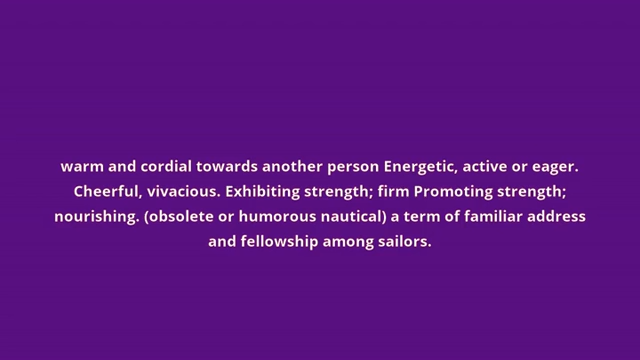 warm and cordial towards another person Energetic, active or eager.
Cheerful, vivacious. Exhibiting strength; firm Promoting strength;
nourishing. (obsolete or humorous nautical) a term of familiar address
and fellowship among sailors.